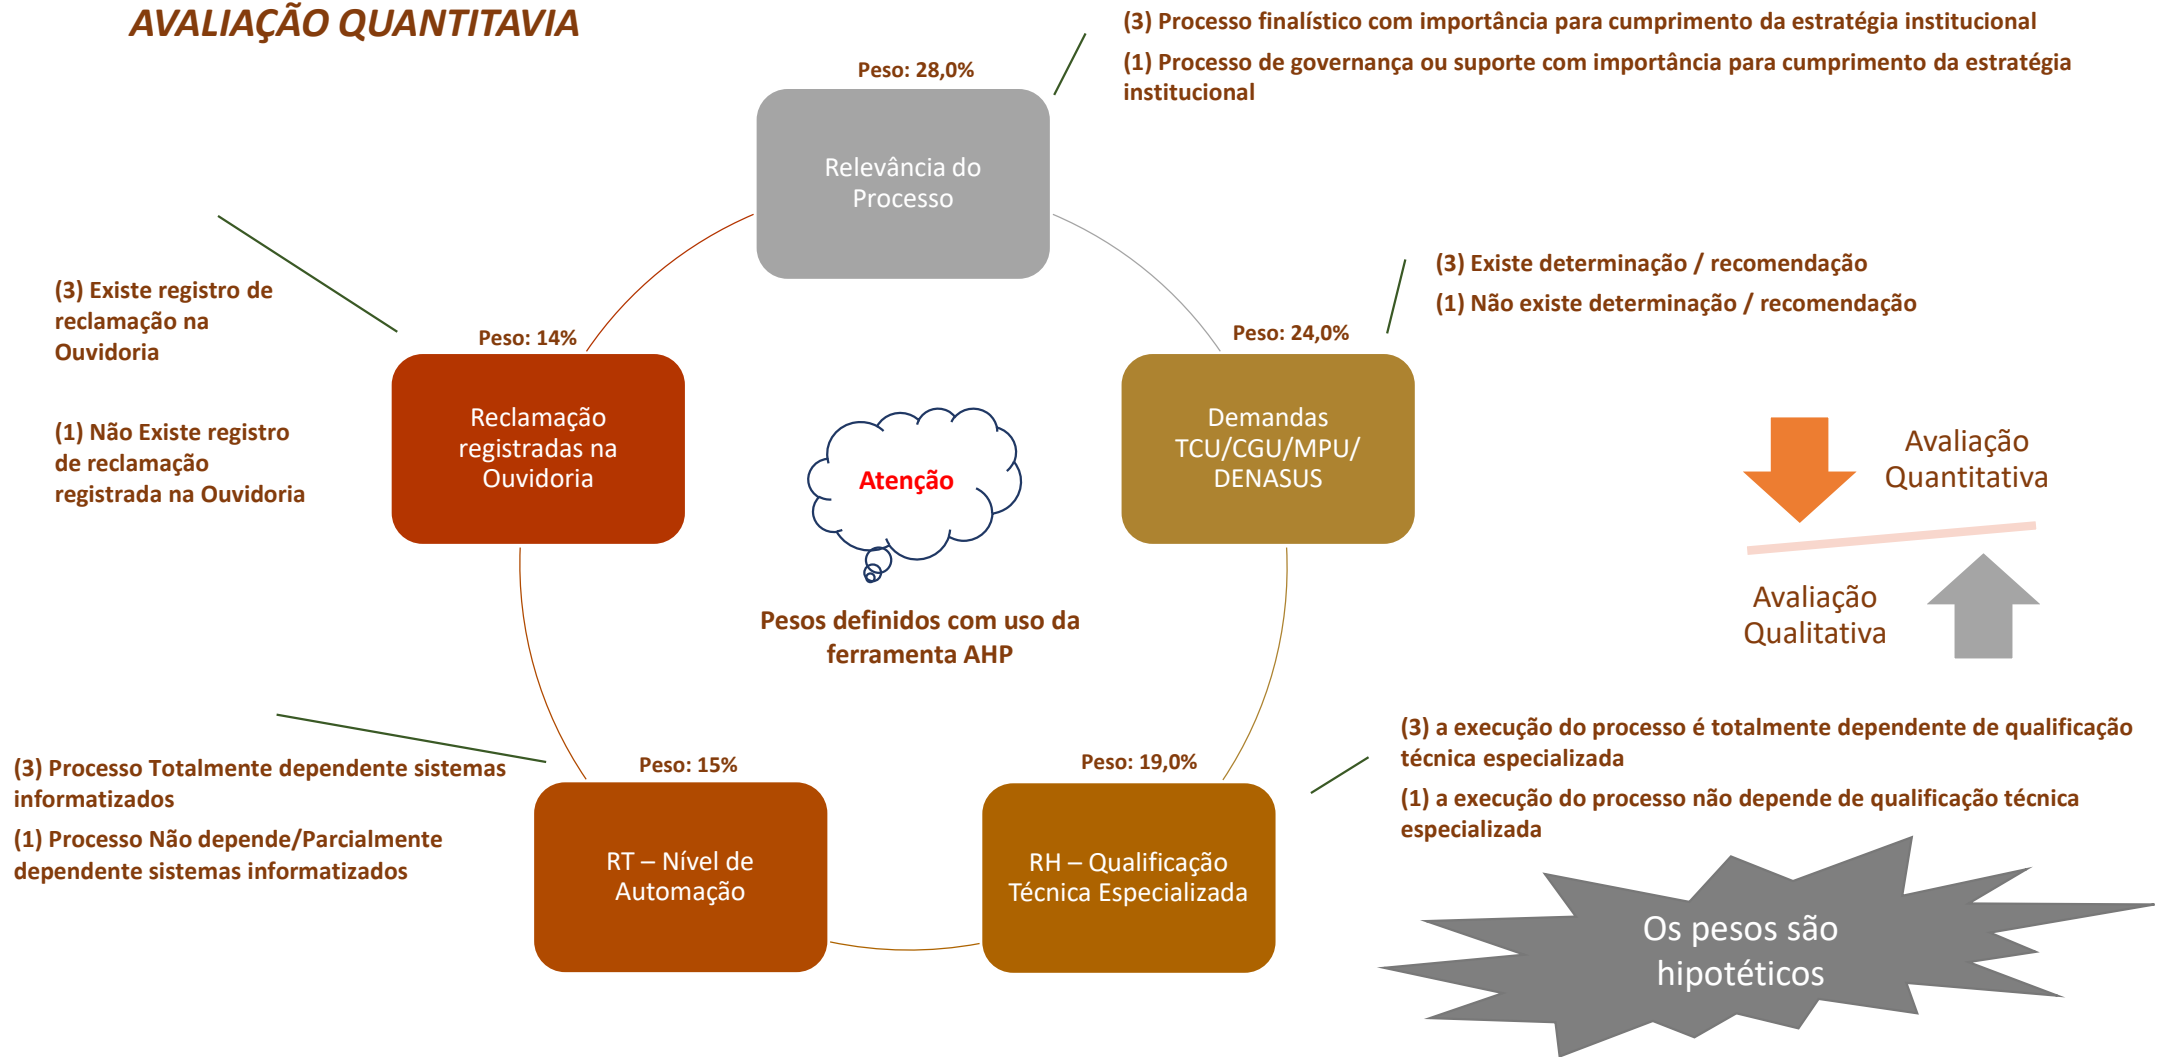 AVALIAÇÃO QUANTITAVIA
Peso: 28,0%
(3) Processo finalístico com importância para cumprimento da estratégia institucional
(1) Processo de governança ou suporte com importância para cumprimento da estratégia
institucional
Relevância do
Processo
(3) Existe determinação / recomendação
(1) Não existe determinação / recomendação
Peso: 24,0%
Demandas
TCU/CGU/MPU/
DENASUS
(3) Existe registro de
reclamação na
Ouvidoria
(1) Não Existe registro
de reclamação
registrada na Ouvidoria
Peso: 14%
Reclamação
registradas na
Ouvidoria
Atenção
Pesos definidos com uso da
ferramenta AHP
Avaliação
Quantitativa
Avaliação
Qualitativa
(3) Processo Totalmente dependente sistemas
informatizados
(1) Processo Não depende/Parcialmente
dependente sistemas informatizados
Peso: 15%
RT – Nível de
Automação
Peso: 19,0%
RH – Qualificação
Técnica Especializada
(3) a execução do processo é totalmente dependente de qualificação
técnica especializada
(1) a execução do processo não depende de qualificação técnica
especializada
Os pesos são
hipotéticos